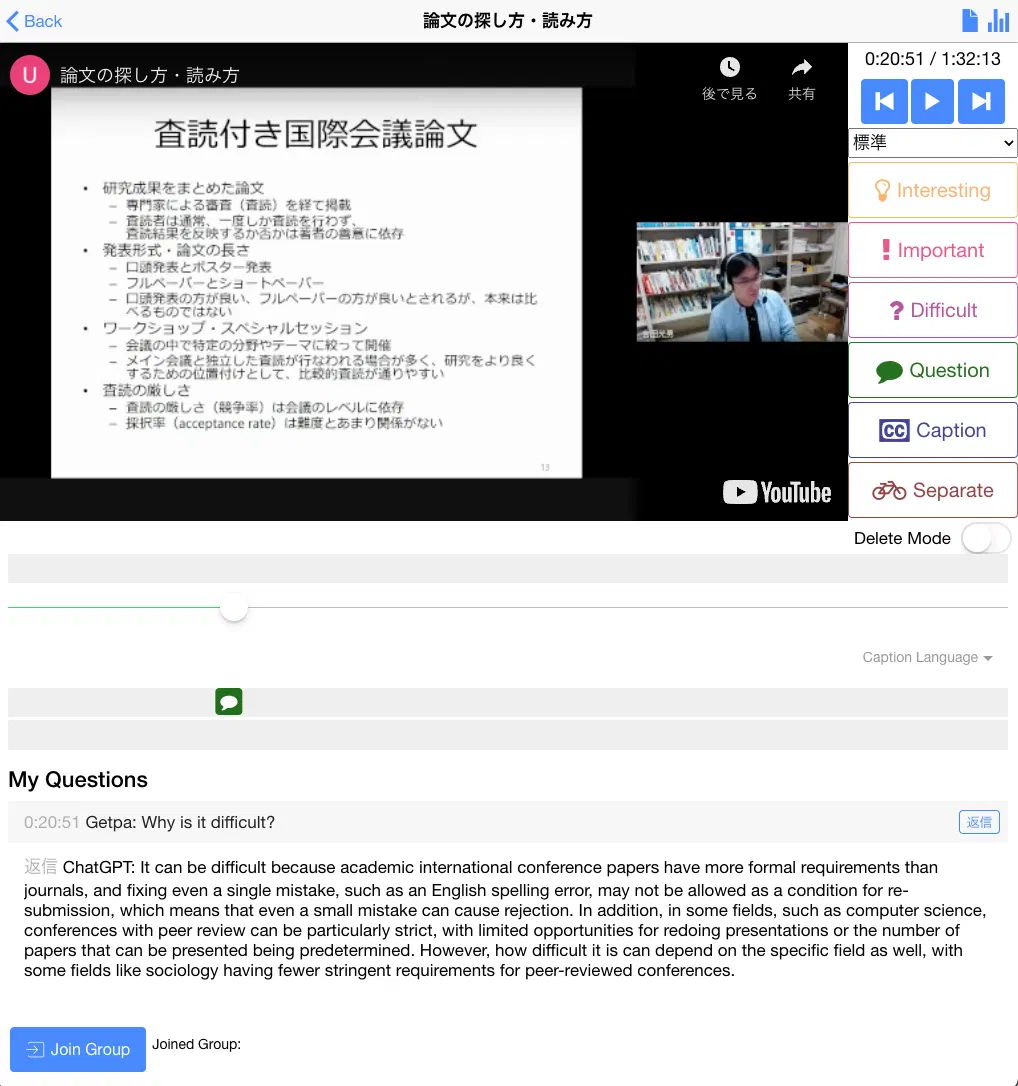 Back
論文の探し方・読み方
U
論文の探し方・読み方
後で見る
共有
0:20:51 / 1:32:13
標準
査読付き国際会議論文
• 研究成果をまとめた論文
– 専門家による審査（査読）を経て掲載
– 査読者は通常、一度しか査読を行わず、
査読結果を反映するか否かは著者の善意に依存
• 発表形式・論文の長さ
– 口頭発表とポスター発表
– フルペーパーとショートペーパー
– 口頭発表の方が良い、フルペーパーの方が良いとされるが、本来は比
べるものではない
• ワークショップ・スペシャルセッション
– 会議の中で特定の分野やテーマに絞って開催
– メイン会議と独立した査読が行なわれる場合が多く、研究をより良く
するための位置付けとして、比較的査読が通りやすい
• 査読の厳しさ
– 査読の厳しさ（競争率）は会議のレベルに依存
– 採択率（acceptance rate）は難度とあまり関係がない
13
YouTube
Interesting
Important
Difficult
Question
CC Caption
Separate
Delete Mode
Caption Language
My Questions
0:20:51 Getpa: Why is it difficult?
返信
返信 ChatGPT: It can be difficult because academic international conference papers have more formal requirements than
journals, and fixing even a single mistake, such as an English spelling error, may not be allowed as a condition for re-
submission, which means that even a small mistake can cause rejection. In addition, in some fields, such as computer science,
conferences with peer review can be particularly strict, with limited opportunities for redoing presentations or the number of
papers that can be presented being predetermined. However, how difficult it is can depend on the specific field as well, with
some fields like sociology having fewer stringent requirements for peer-reviewed conferences.
Join Group
Joined Group: